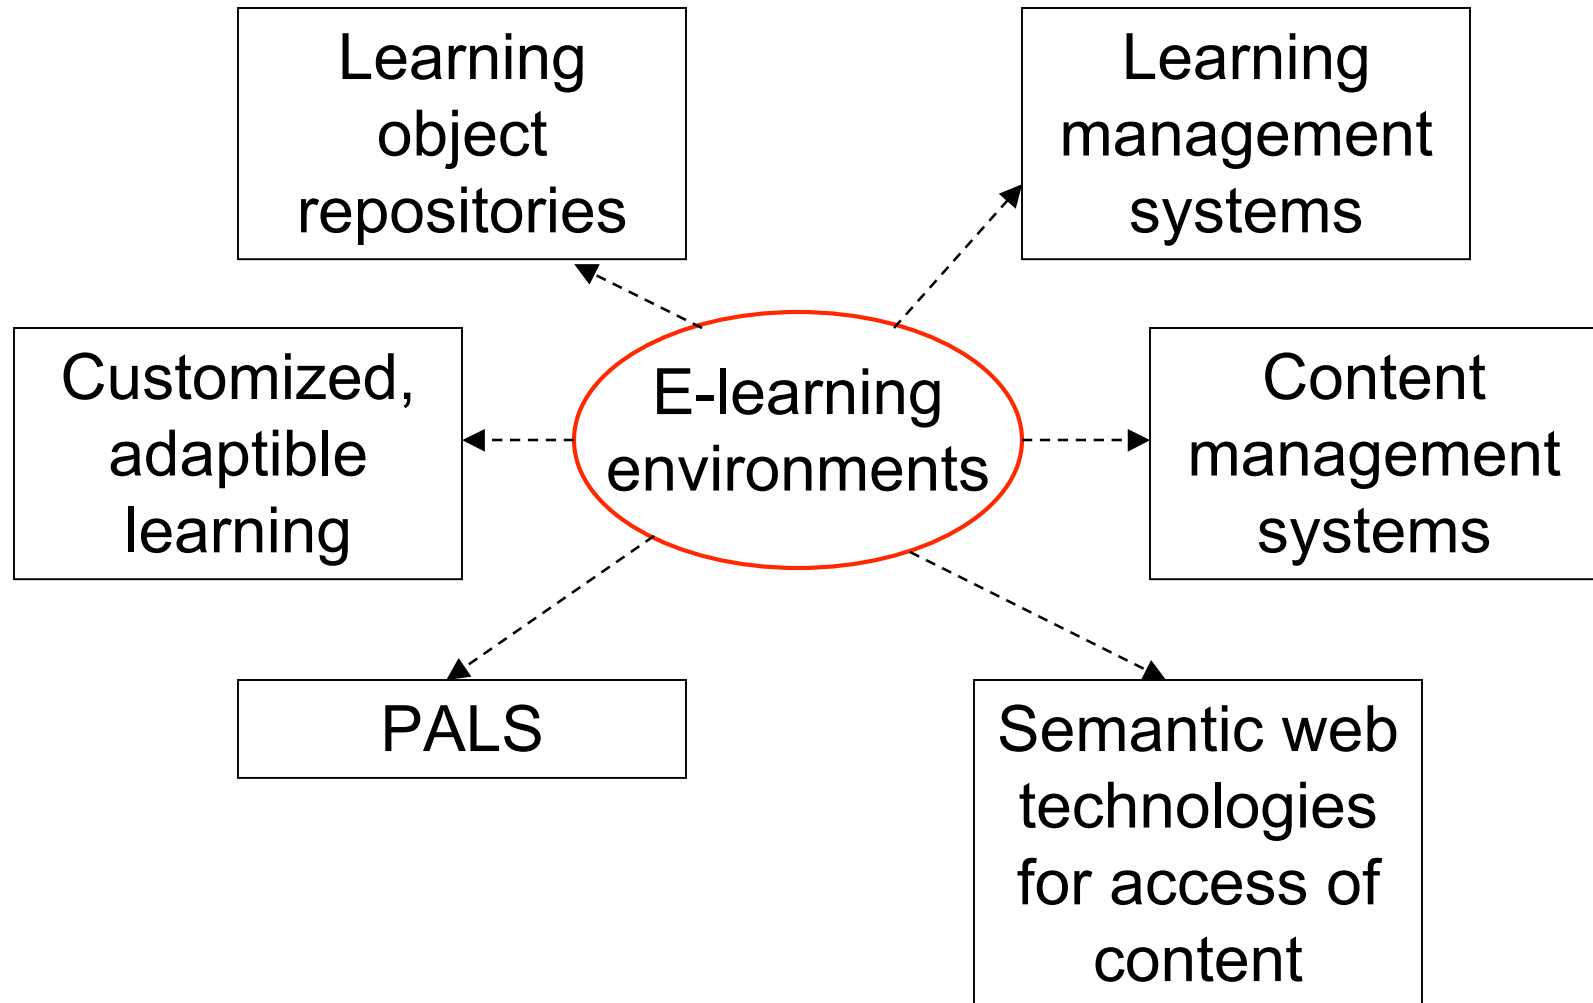 Learning
object
repositories
Learning
management
systems
Customized,
adaptible
learning
E-learning
environments
Content
management
systems
PALS
Semantic web
technologies
for access of
content